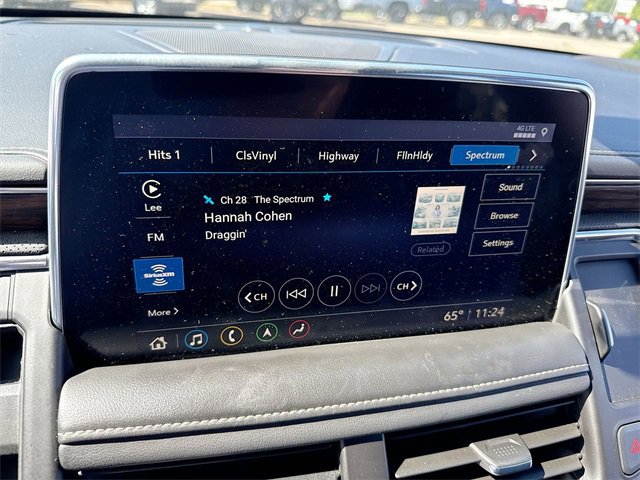 4G LTE
Hits 1 ClsVinyl Highway FllnHldy Spectrum
Lee
Ch 28 The Spectrum
Sound
Hannah Cohen
Browse
FM
Draggin'
Related
Settings
SiriusXM
CH
CH
More
65° 11:24